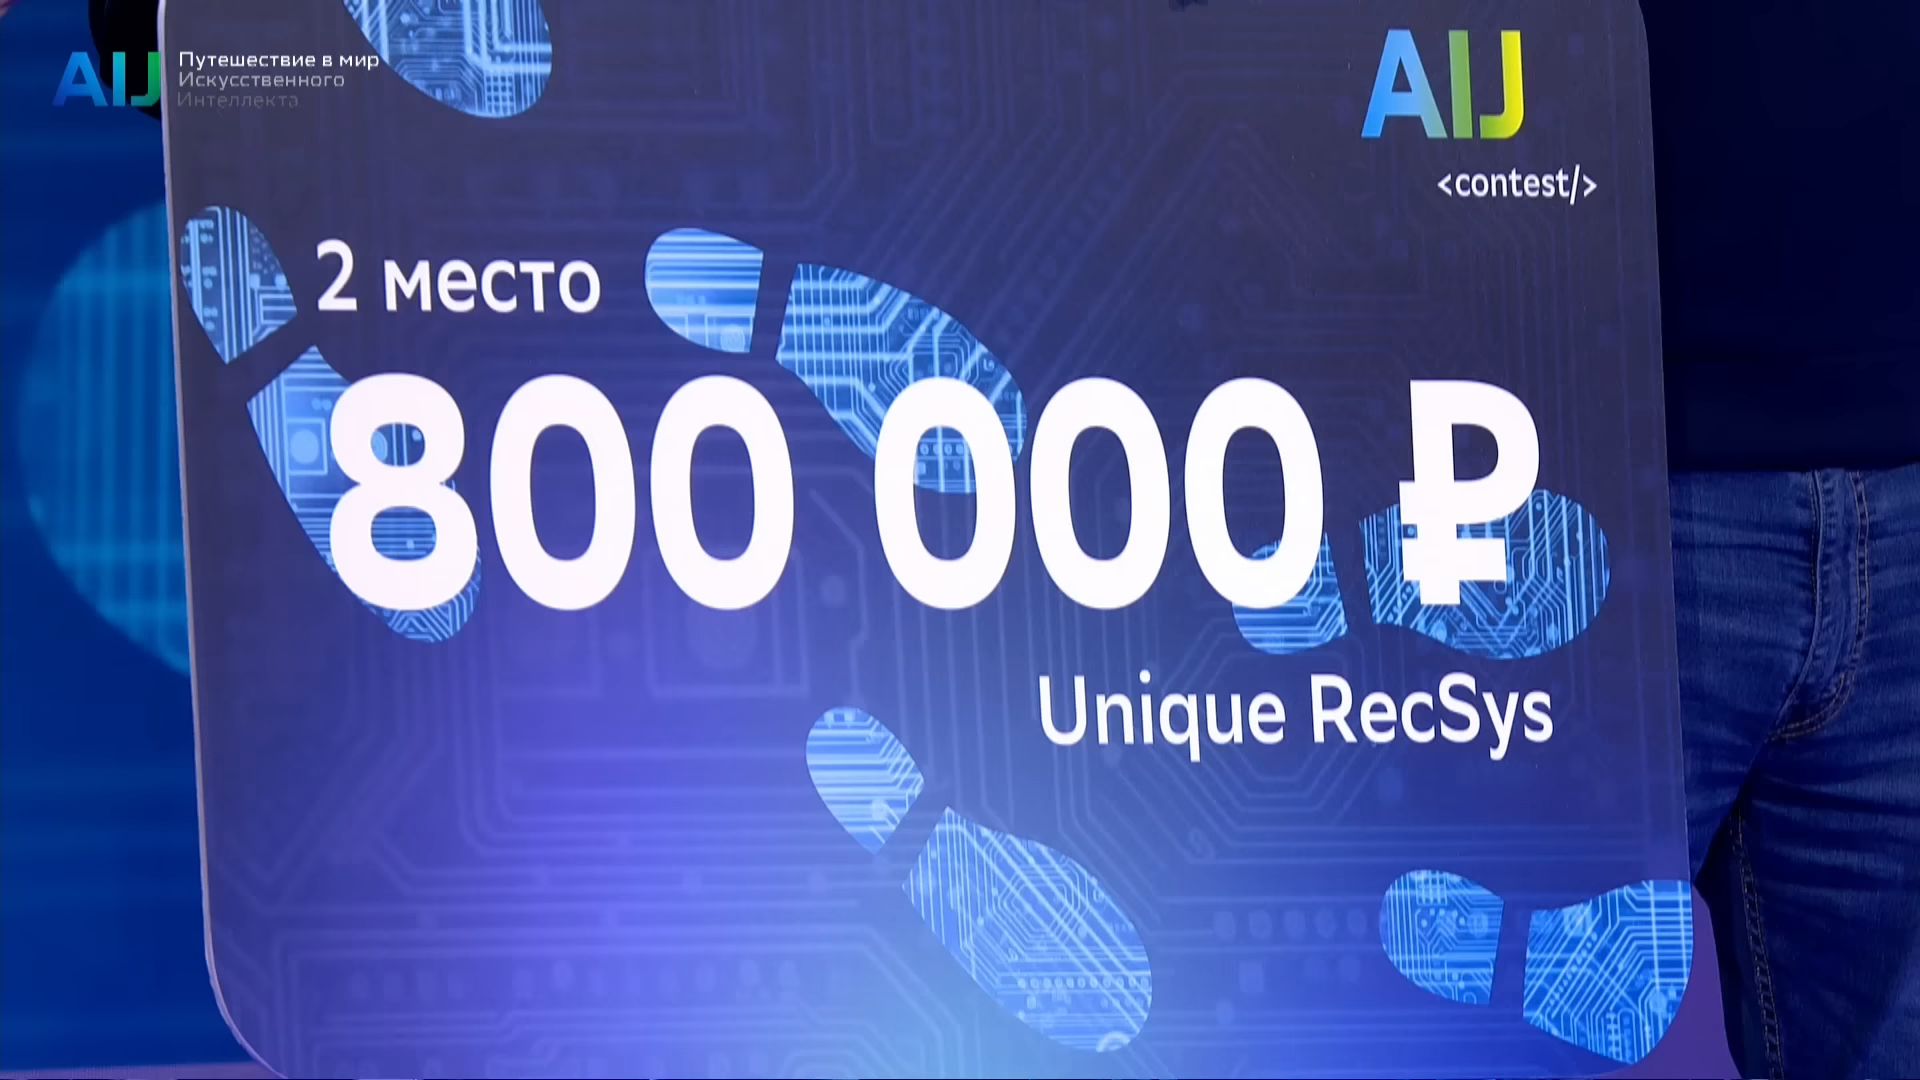 AIJ
Путешествие в мир
Искусственного
Интеллекта
AIJ
<contest/>
2 место
800 000 ₽
Unique RecSys